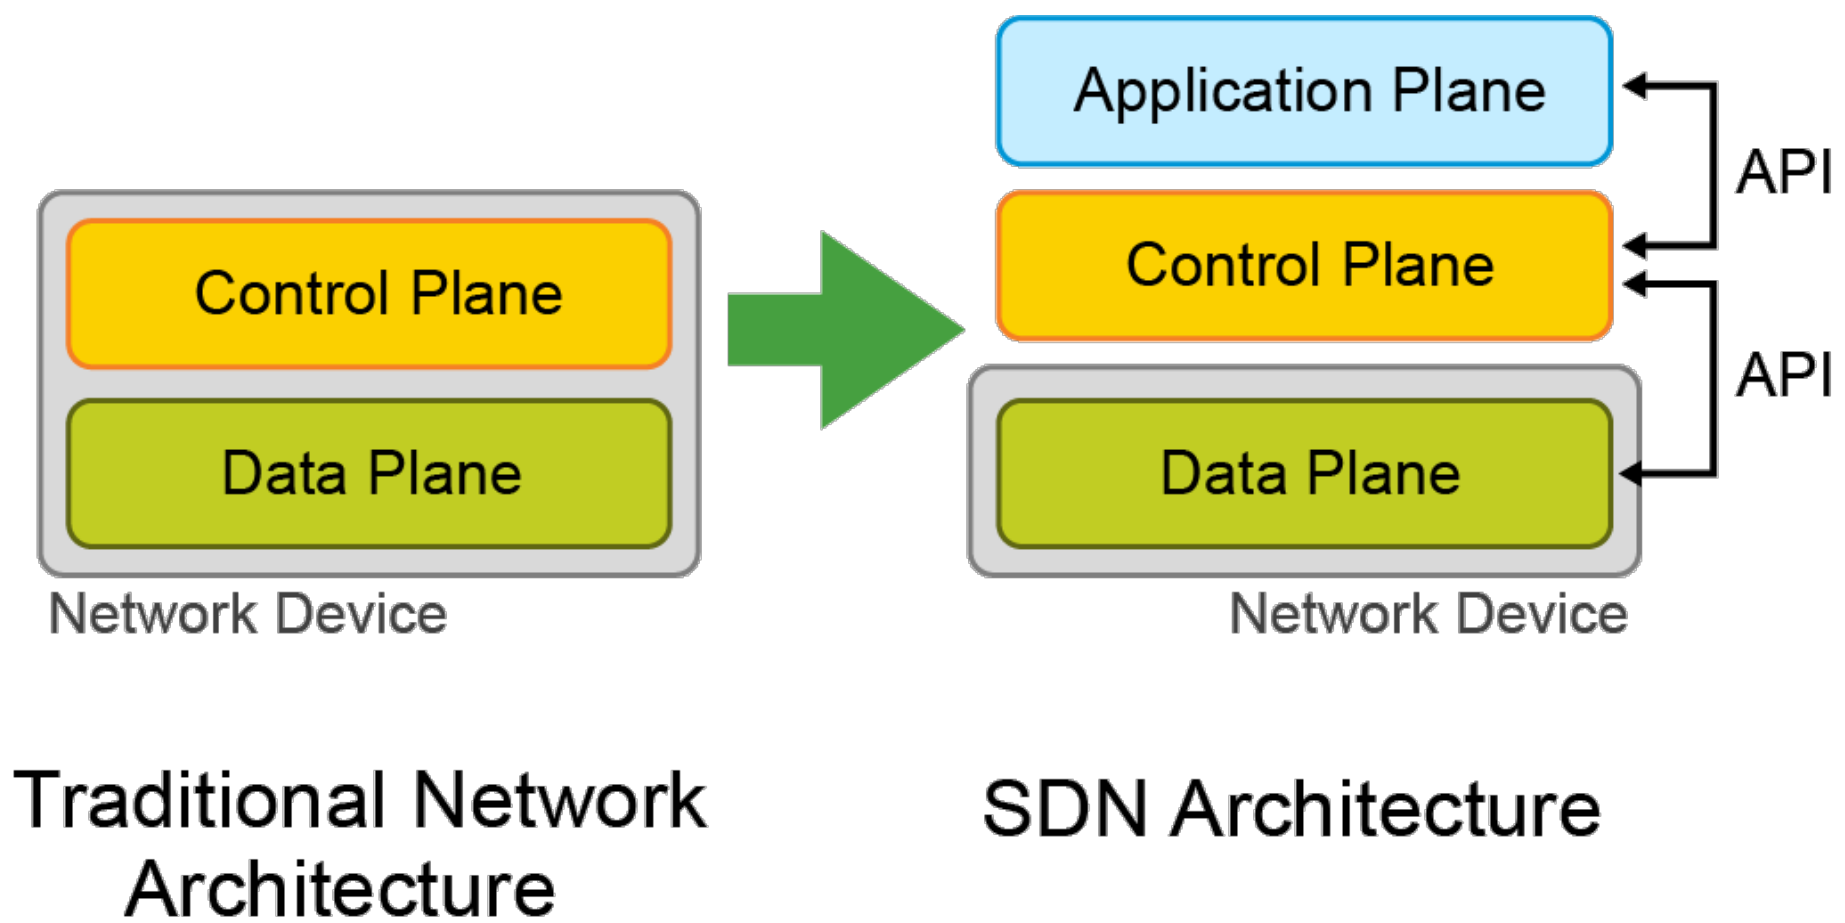 Control Plane
Data Plane
Network Device
Traditional Network
Architecture
Application Plane
Control Plane
Data Plane
API
API
Network Device
SDN Architecture